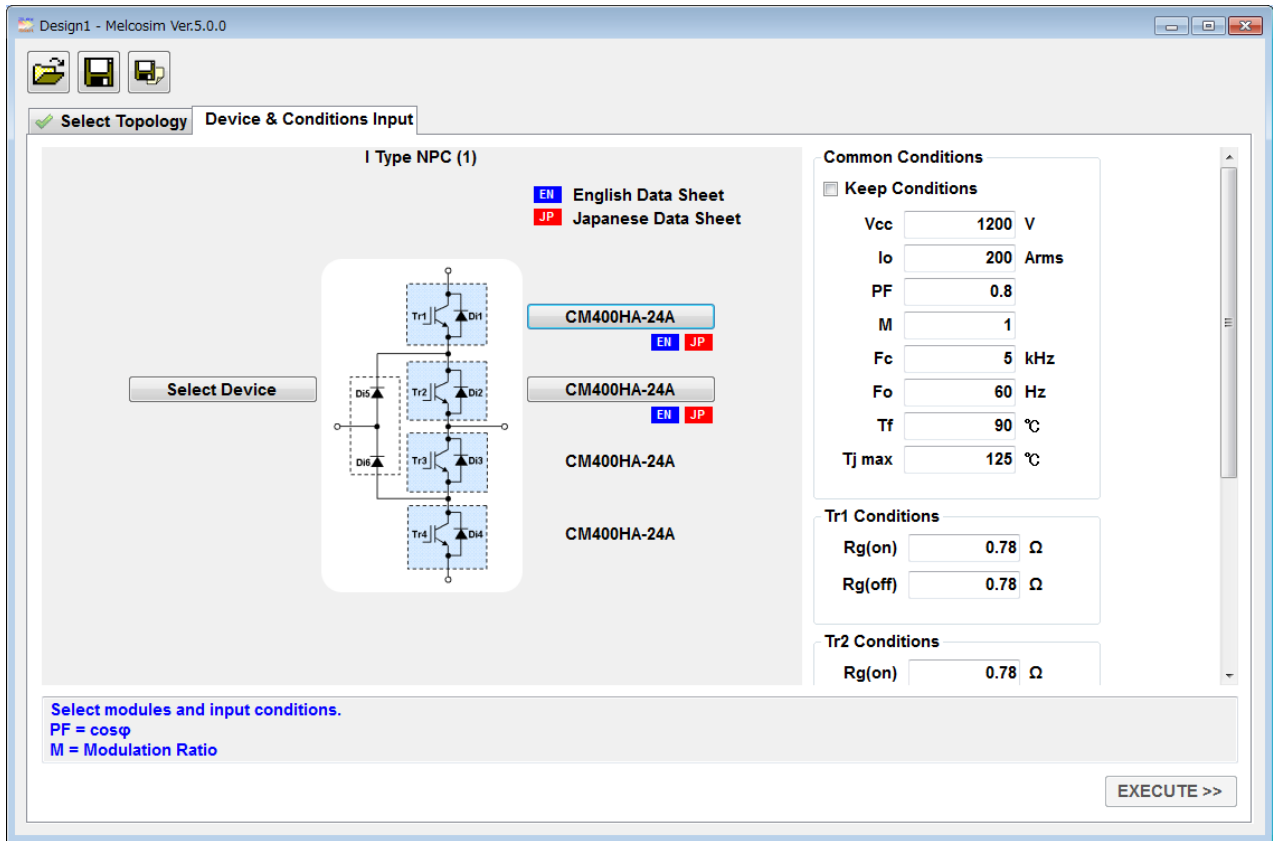 Design1 - Melcosim Ver.5.0.0
Select Topology
Device & Conditions Input
I Type NPC (1)
EN English Data Sheet
JP Japanese Data Sheet
Select Device
Tr1 Di1
CM400HA-24A
EN JP
Di5 Tr2 Di2
CM400HA-24A
EN JP
Di6 Tr3 Di3
CM400HA-24A
Tr4 Di4
CM400HA-24A
Common Conditions
Keep Conditions
Vcc 1200 V
Io 200 Arms
PF 0.8
M 1
Fc 5 kHz
Fo 60 Hz
Tf 90 ℃
Tj max 125 ℃
Tr1 Conditions
Rg(on) 0.78 Ω
Rg(off) 0.78 Ω
Tr2 Conditions
Rg(on) 0.78 Ω
Select modules and input conditions.
PF = cosφ
M = Modulation Ratio
EXECUTE >>